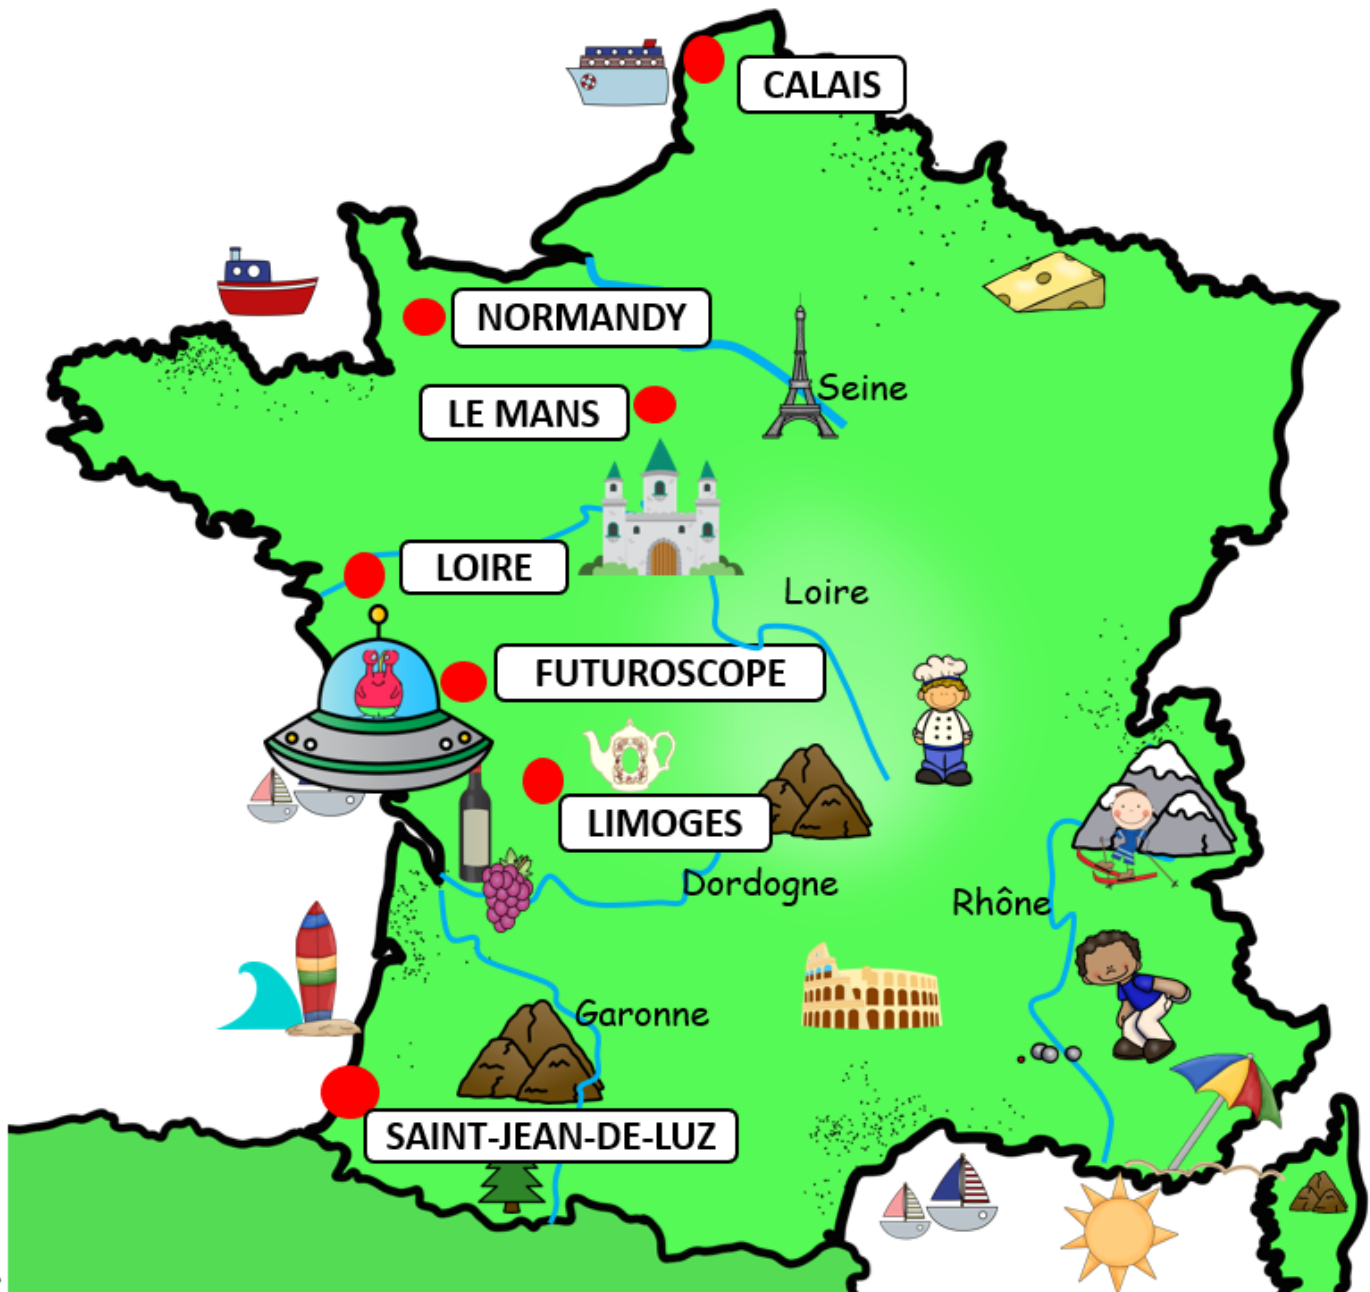 CALAIS
NORMANDY
Seine
LE MANS
LOIRE
Loire
FUTUROSCOPE
LIMOGES
Dordogne
Rhône
Garonne
SAINT-JEAN-DE-LUZ